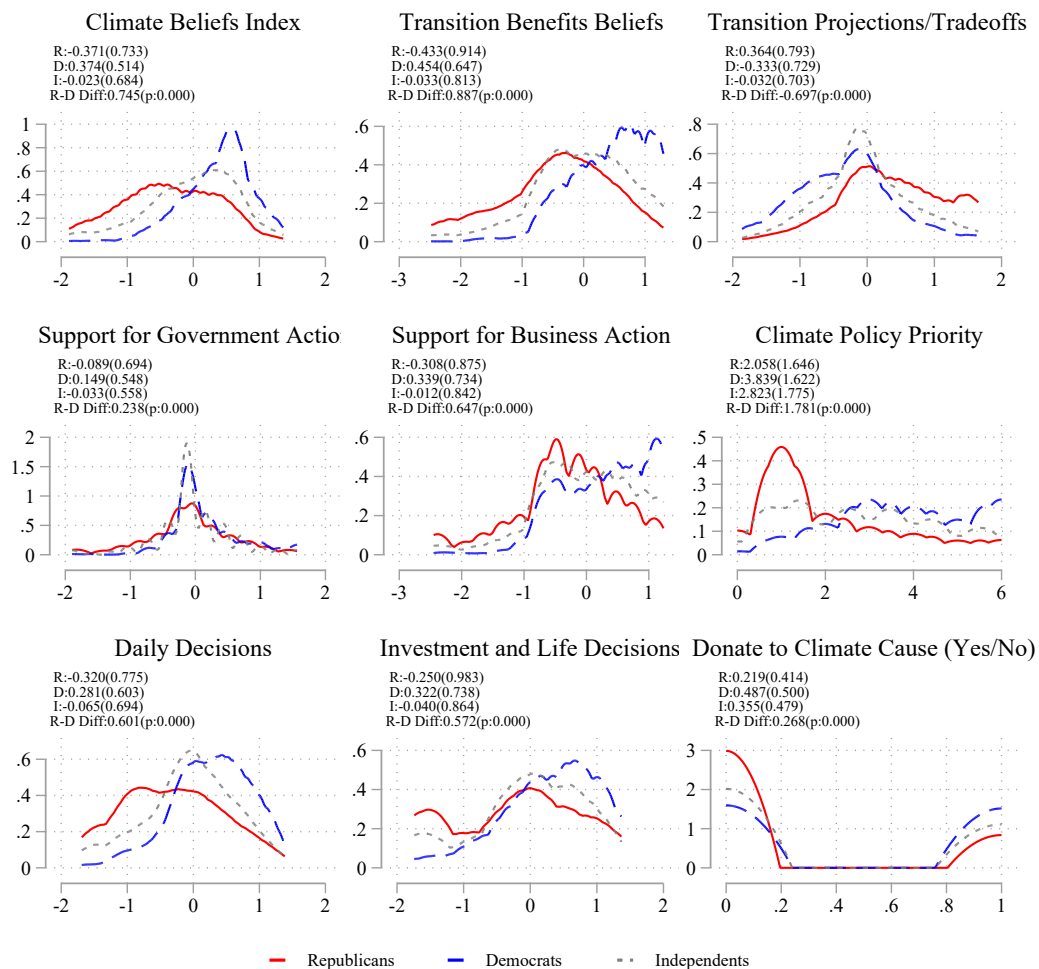 Climate Beliefs Index
R:-0.371(0.733)
D:0.374(0.514)
I:-0.023(0.684)
R-D Diff:0.745(p:0.000)
1
.8
.6
.4
.2
0
-2 -1 0 1 2
Transition Benefits Beliefs
R:-0.433(0.914)
D:0.454(0.647)
I:-0.033(0.813)
R-D Diff:0.887(p:0.000)
.6
.4
.2
0
-3 -2 -1 0 1
Transition Projections/Tradeoffs
R:0.364(0.793)
D:-0.333(0.729)
I:-0.032(0.703)
R-D Diff:-0.697(p:0.000)
.8
.6
.4
.2
0
-2 -1 0 1 2
Support for Government Actio
R:-0.089(0.694)
D:0.149(0.548)
I:-0.033(0.558)
R-D Diff:0.238(p:0.000)
2
1.5
1
.5
0
-2 -1 0 1 2
Support for Business Action
R:-0.308(0.875)
D:0.339(0.734)
I:-0.012(0.842)
R-D Diff:0.647(p:0.000)
.6
.4
.2
0
-3 -2 -1 0 1
Climate Policy Priority
R:2.058(1.646)
D:3.839(1.622)
I:2.823(1.775)
R-D Diff:1.781(p:0.000)
.5
.4
.3
.2
.1
0
0 2 4 6
Daily Decisions
R:-0.320(0.775)
D:0.281(0.603)
I:-0.065(0.694)
R-D Diff:0.601(p:0.000)
.6
.4
.2
0
-2 -1 0 1 2
Investment and Life Decisions
R:-0.250(0.983)
D:0.322(0.738)
I:-0.040(0.864)
R-D Diff:0.572(p:0.000)
.6
.4
.2
0
-2 -1 0 1 2
Donate to Climate Cause (Yes/No)
R:0.219(0.414)
D:0.487(0.500)
I:0.355(0.479)
R-D Diff:0.268(p:0.000)
3
2
1
0
0 .2 .4 .6 .8 1
Republicans Democrats Independents